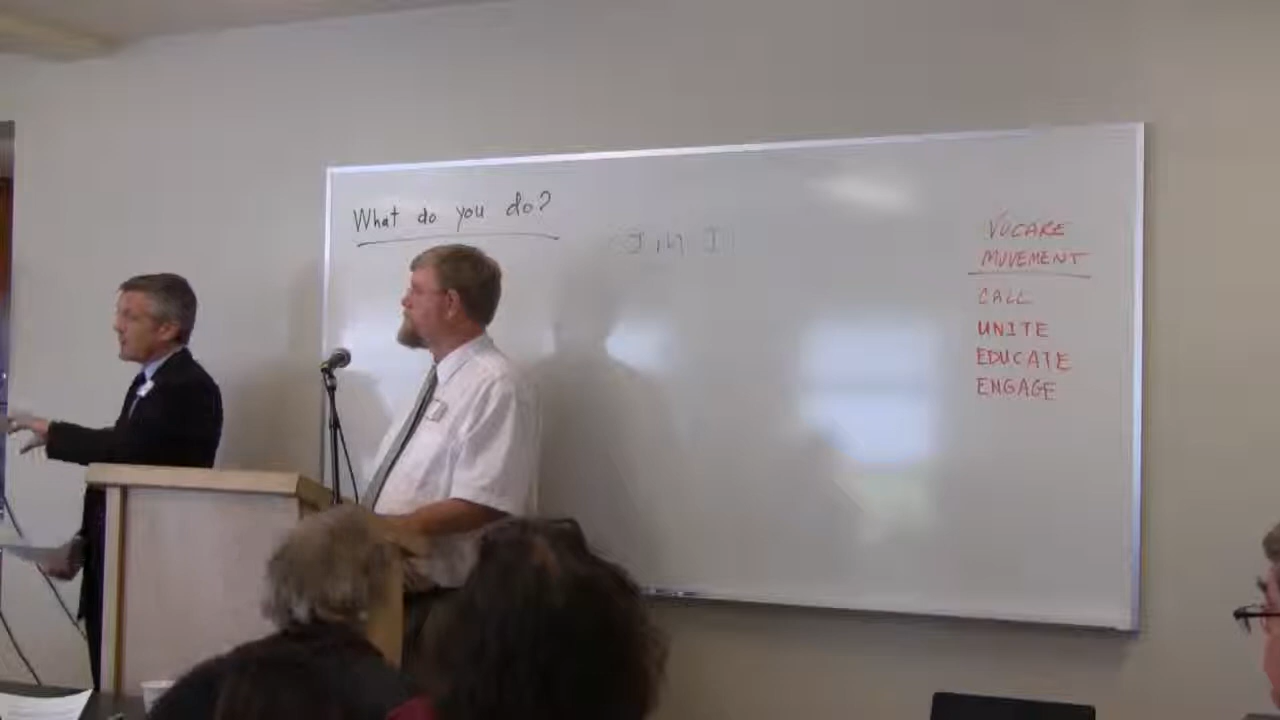 What do you do?
VOCARE
MOVEMENT
CALL
UNITE
EDUCATE
ENGAGE